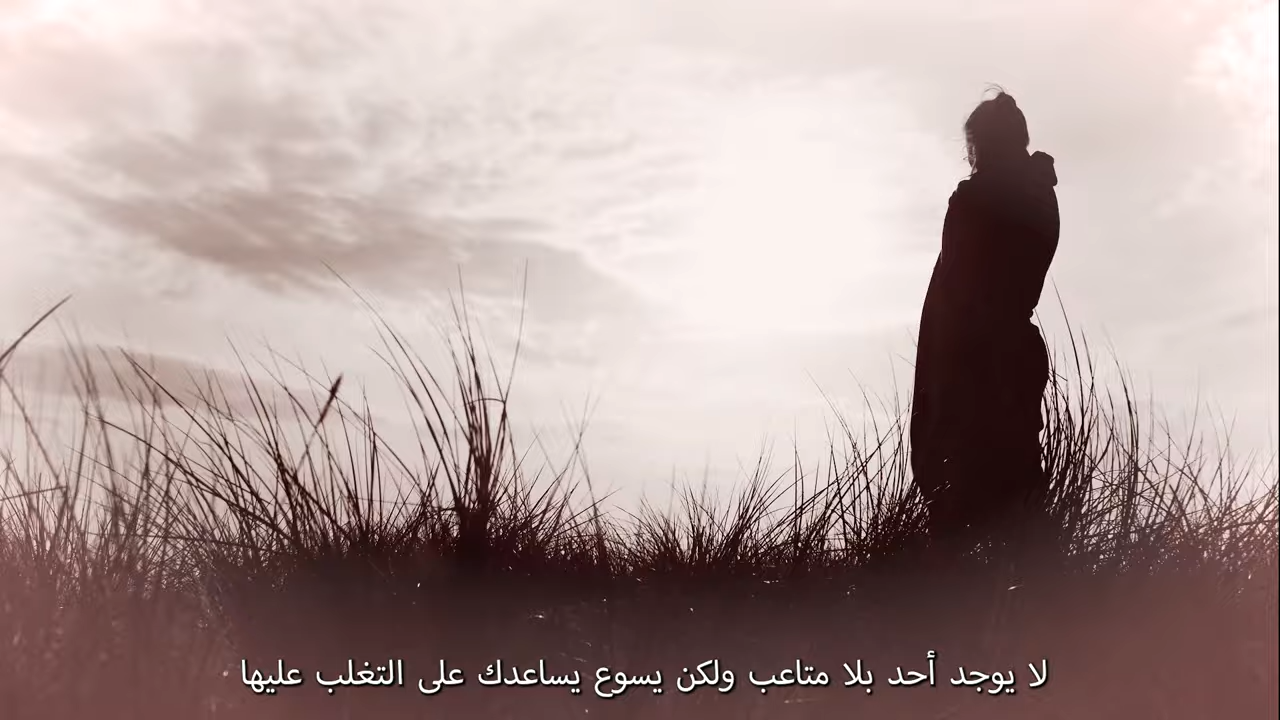 لا يوجد أحد بلا متاعب ولكن يسوع يساعدك على التغلب عليها